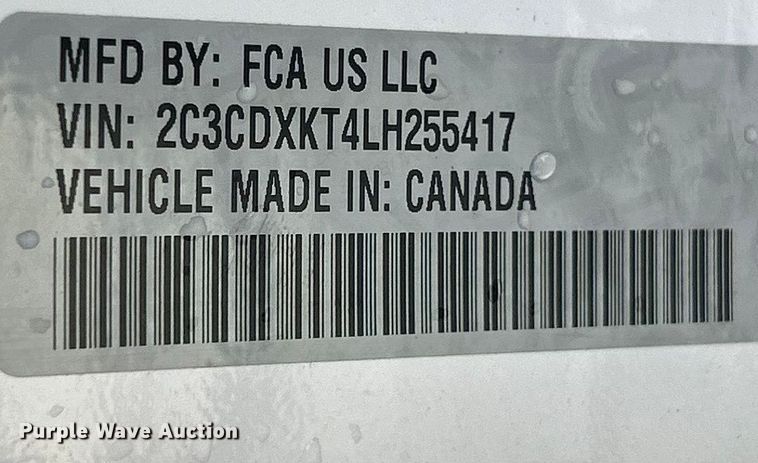 MFD BY: FCA US LLC
VIN: 2C3CDXKT4LH255417
VEHICLE MADE IN: CANADA
Purple Wave Auction